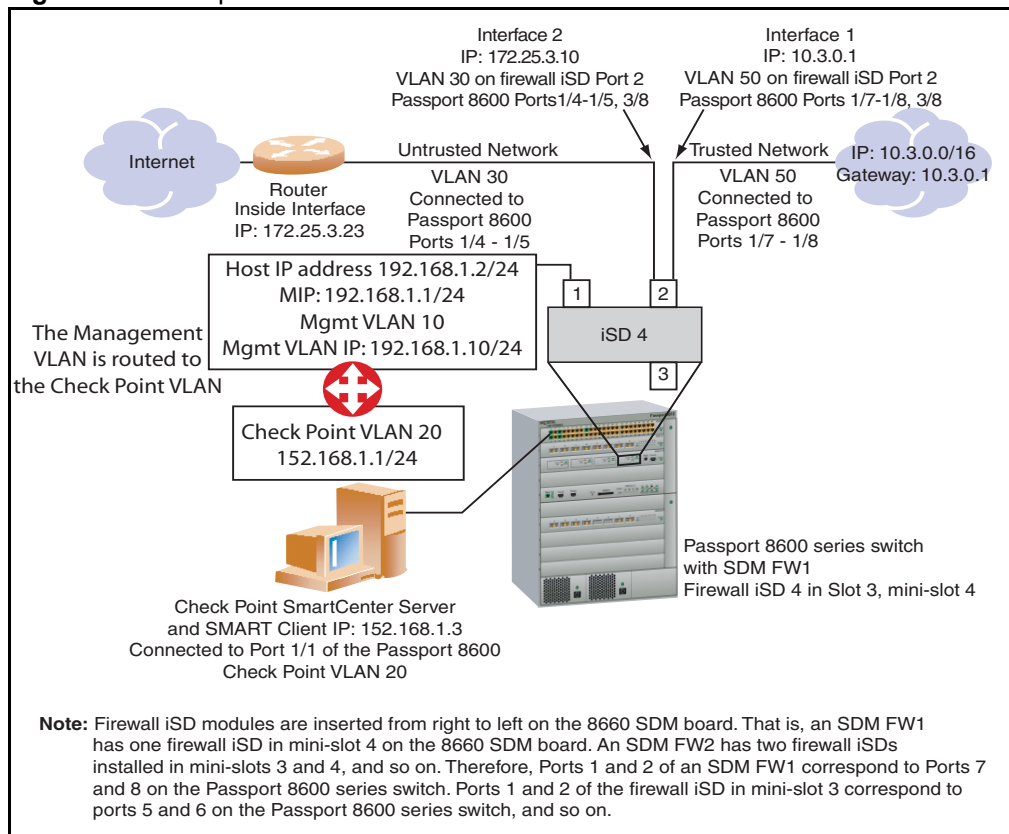 Interface 2
IP: 172.25.3.10
VLAN 30 on firewall iSD Port 2
Passport 8600 Ports1/4-1/5, 3/8
Interface 1
IP: 10.3.0.1
VLAN 50 on firewall iSD Port 2
Passport 8600 Ports 1/7-1/8, 3/8
Internet
Router
Inside Interface
IP: 172.25.3.23
Untrusted Network
VLAN 30
Connected to
Passport 8600
Ports 1/4 - 1/5
Trusted Network
VLAN 50
Connected to
Passport 8600
Ports 1/7 - 1/8
IP: 10.3.0.0/16
Gateway: 10.3.0.1
Host IP address 192.168.1.2/24
MIP: 192.168.1.1/24
Mgmt VLAN 10
Mgmt VLAN IP: 192.168.1.10/24
1
2
iSD 4
3
The Management
VLAN is routed to
the Check Point VLAN
Check Point VLAN 20
152.168.1.1/24
Passport 8600 series switch
with SDM FW1
Firewall iSD 4 in Slot 3, mini-slot 4
Check Point SmartCenter Server
and SMART Client IP: 152.168.1.3
Connected to Port 1/1 of the Passport 8600
Check Point VLAN 20
Note: Firewall iSD modules are inserted from right to left on the 8660 SDM board. That is, an SDM FW1
has one firewall iSD in mini-slot 4 on the 8660 SDM board. An SDM FW2 has two firewall iSDs
installed in mini-slots 3 and 4, and so on. Therefore, Ports 1 and 2 of an SDM FW1 correspond to Ports 7
and 8 on the Passport 8600 series switch. Ports 1 and 2 of the firewall iSD in mini-slot 3 correspond to
ports 5 and 6 on the Passport 8600 series switch, and so on.